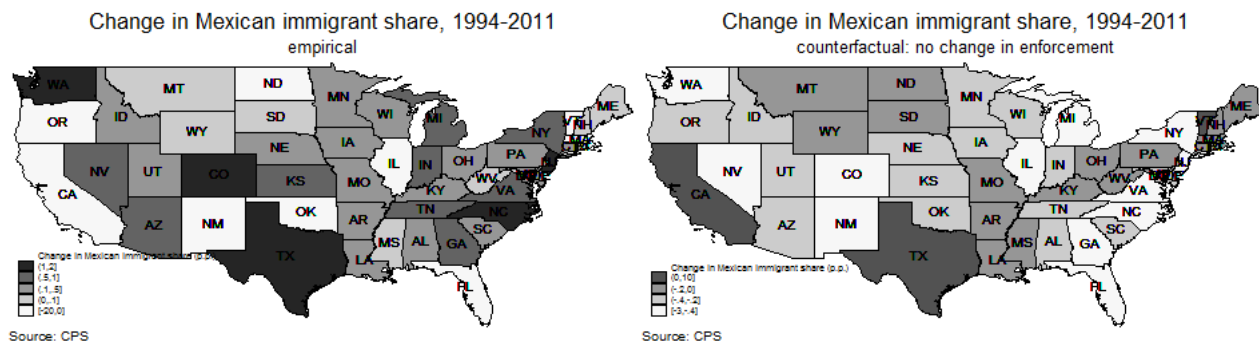 Change in Mexican immigrant share, 1994-2011
empirical
WA
MT
ND
MN
OR
ID
WY
SD
WI
MI
NY
ME
NH
NV
UT
CO
NE
IA
IL
IN
OH
PA
CA
KS
MO
KY
WV
VA
AZ
NM
OK
AR
TN
NC
SC
TX
LA
MS
AL
GA
FL
Change in Mexican immigrant share (p.p.)
(1,2]
(.5,1]
(.1,.5]
(0,.1]
[-20,0]
Source: CPS
Change in Mexican immigrant share, 1994-2011
counterfactual: no change in enforcement
WA
MT
ND
MN
OR
ID
WY
SD
WI
MI
NY
VT
NH
ME
NV
UT
CO
NE
IA
IL
IN
OH
PA
CA
KS
MO
KY
WV
VA
AZ
NM
OK
AR
TN
NC
SC
TX
LA
MS
AL
GA
FL
Change in Mexican immigrant share (p.p.)
(0,10]
(-.2,0]
(-.4,-.2]
[-3,-.4]
Source: CPS